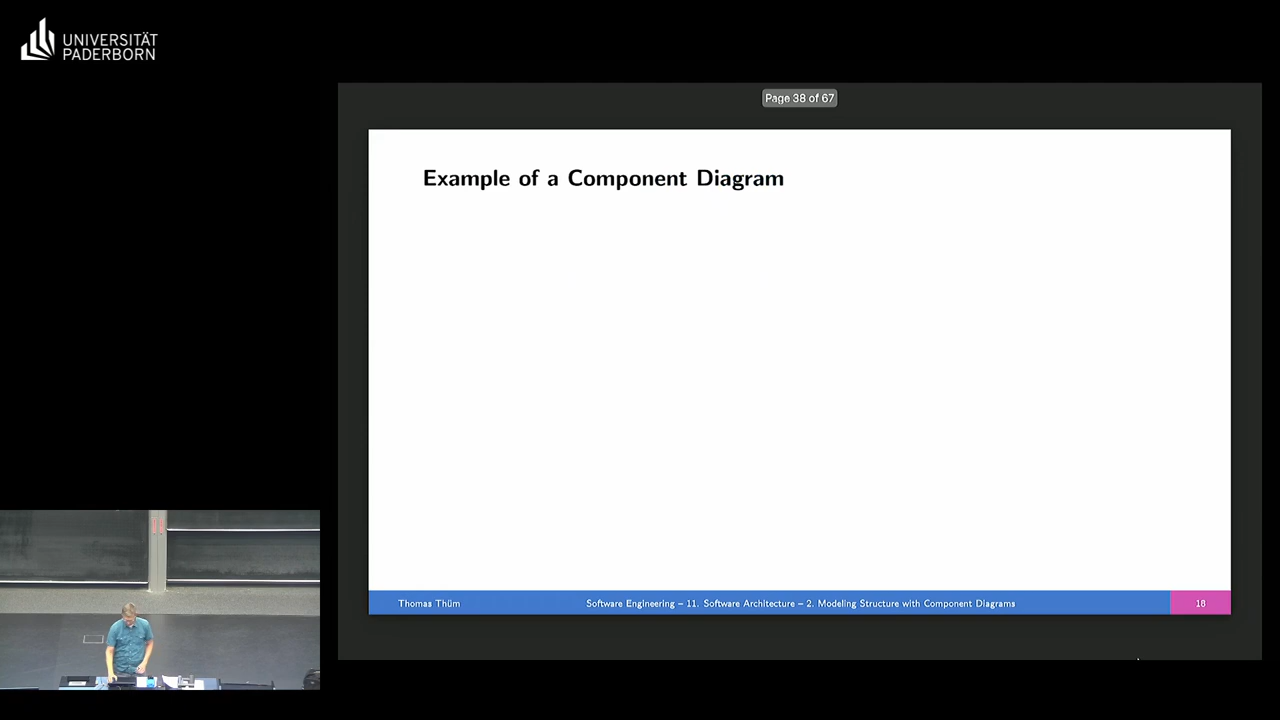 UNIVERSITÄT
PADERBORN
Page 38 of 67
Example of a Component Diagram
Thomas Thüm
Software Engineering – 11. Software Architecture – 2. Modeling Structure with Component Diagrams
18